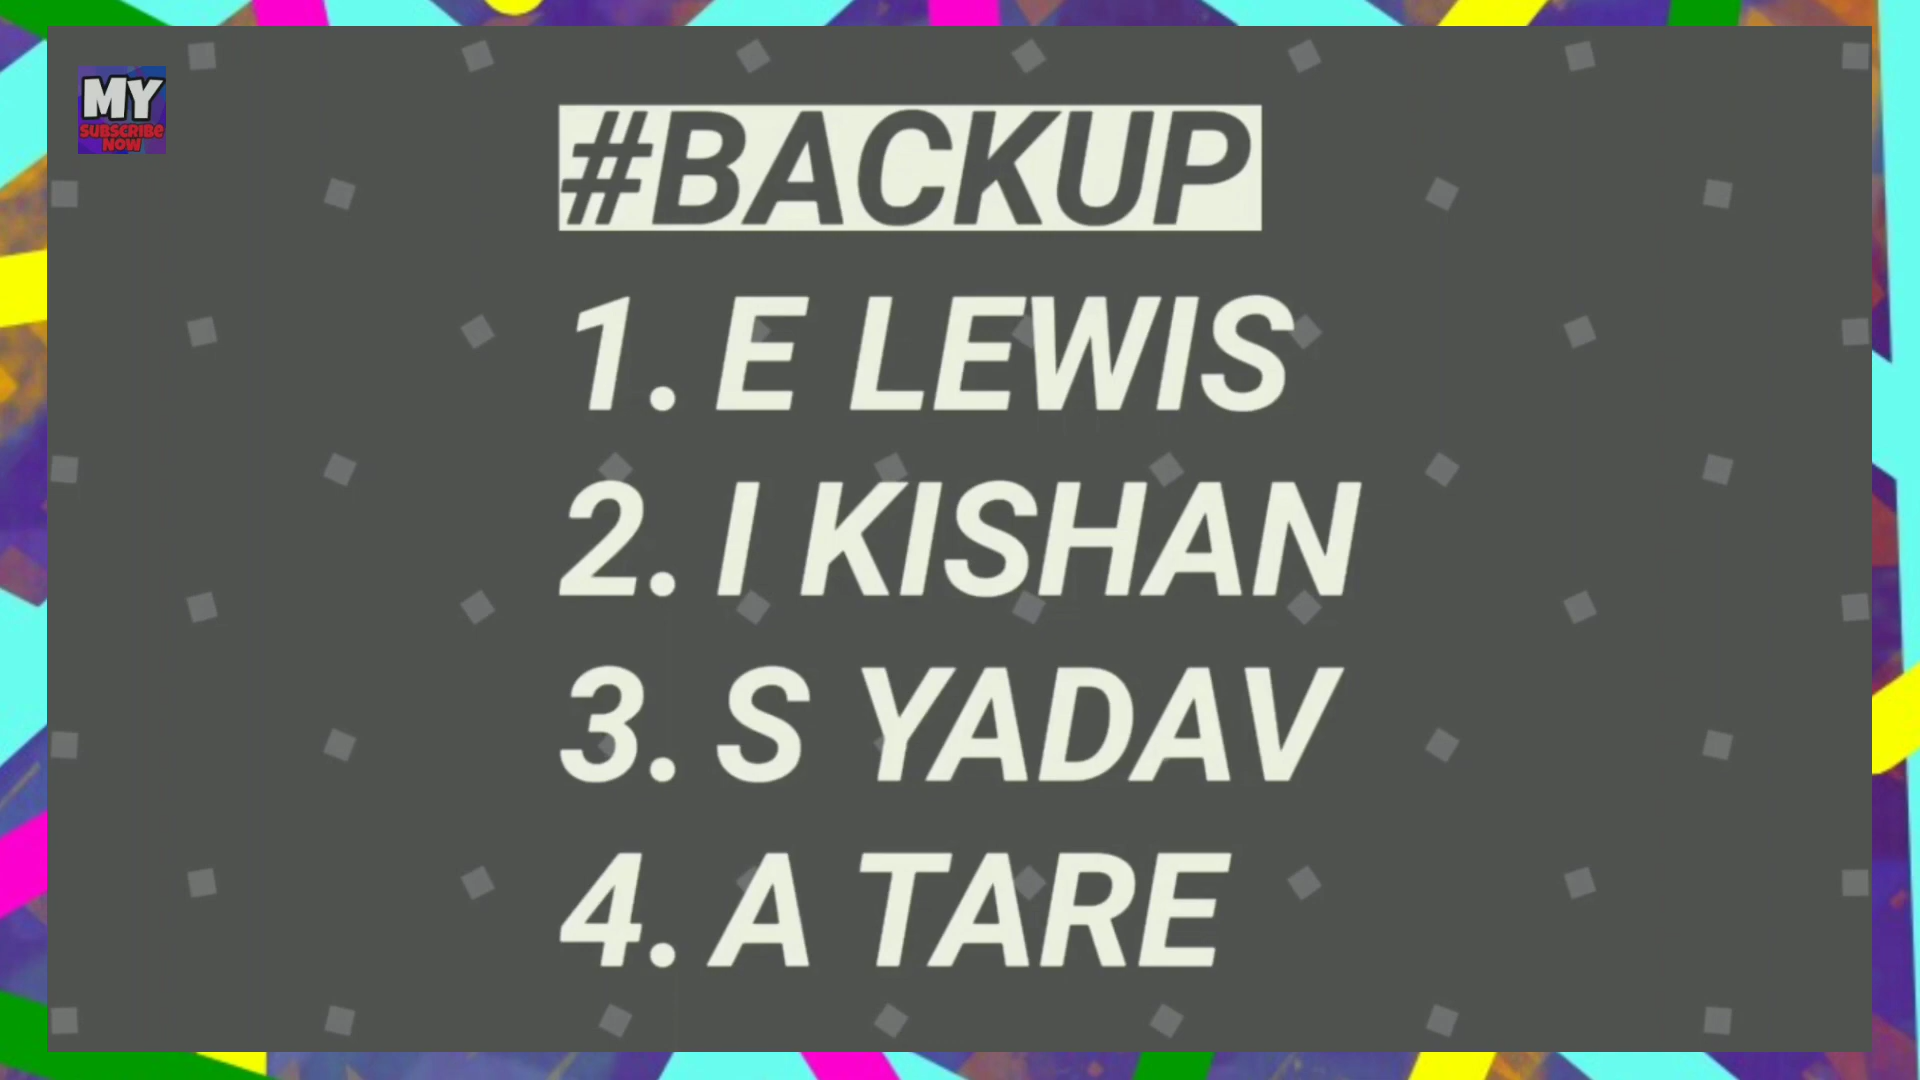 MY
SUBSCRIBE
NOW
#BACKUP
1. E LEWIS
2. I KISHAN
3. S YADAV
4. A TARE